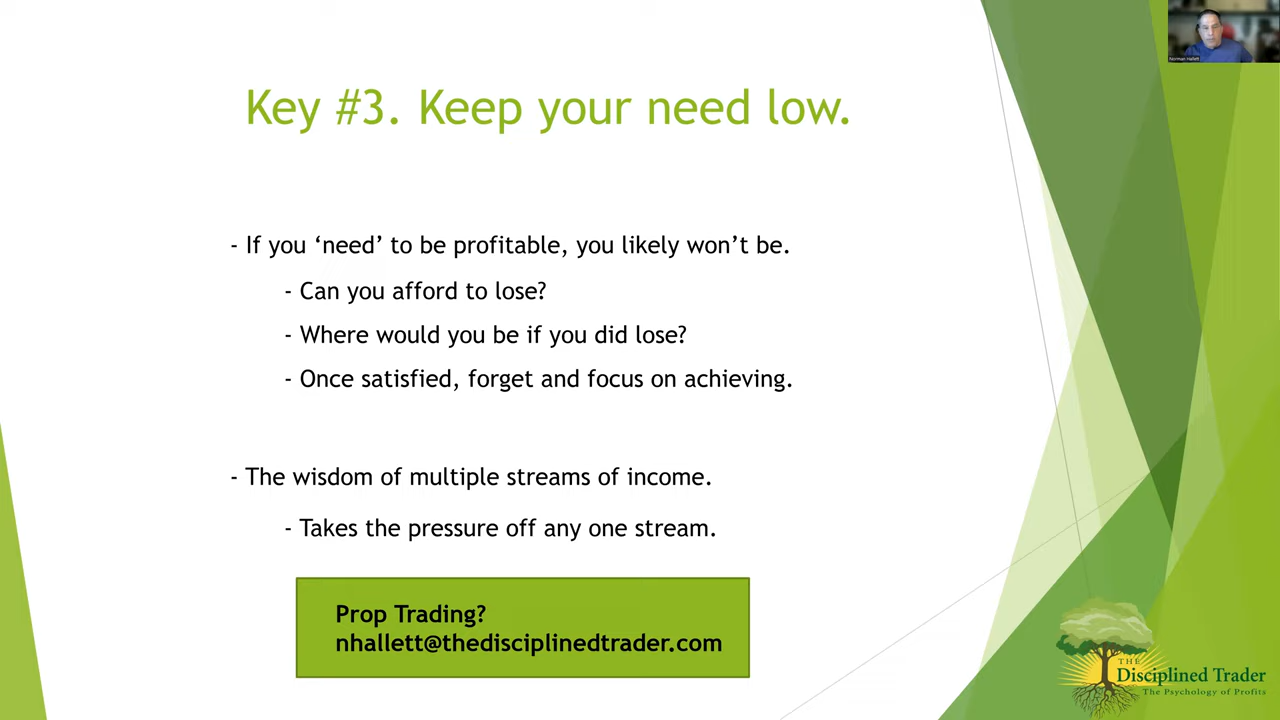 Norman Hallett
Key #3. Keep your need low.
- If you ‘need’ to be profitable, you likely won’t be.
- Can you afford to lose?
- Where would you be if you did lose?
- Once satisfied, forget and focus on achieving.
- The wisdom of multiple streams of income.
- Takes the pressure off any one stream.
Prop Trading?
nhallett@thedisciplinedtrader.com
THE
Disciplined Trader
The Psychology of Profits